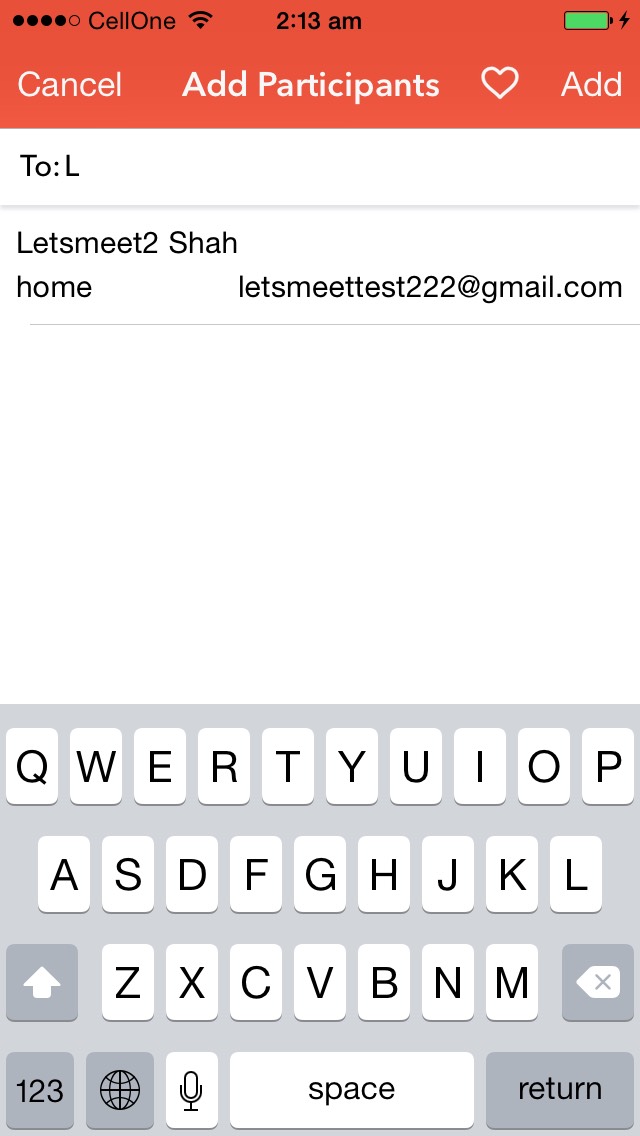 CellOne 2:13 am
Cancel Add Participants Add
To: L
Letsmeet2 Shah
home letsmeettest222@gmail.com
Q W E R T Y U I O P
A S D F G H J K L
Z X C V B N M
123 space return